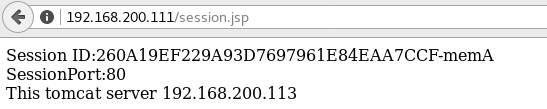 192.168.200.111/session.jsp
Session ID:260A19EF229A93D7697961E84EAA7CCF-memA
SessionPort:80
This tomcat server 192.168.200.113